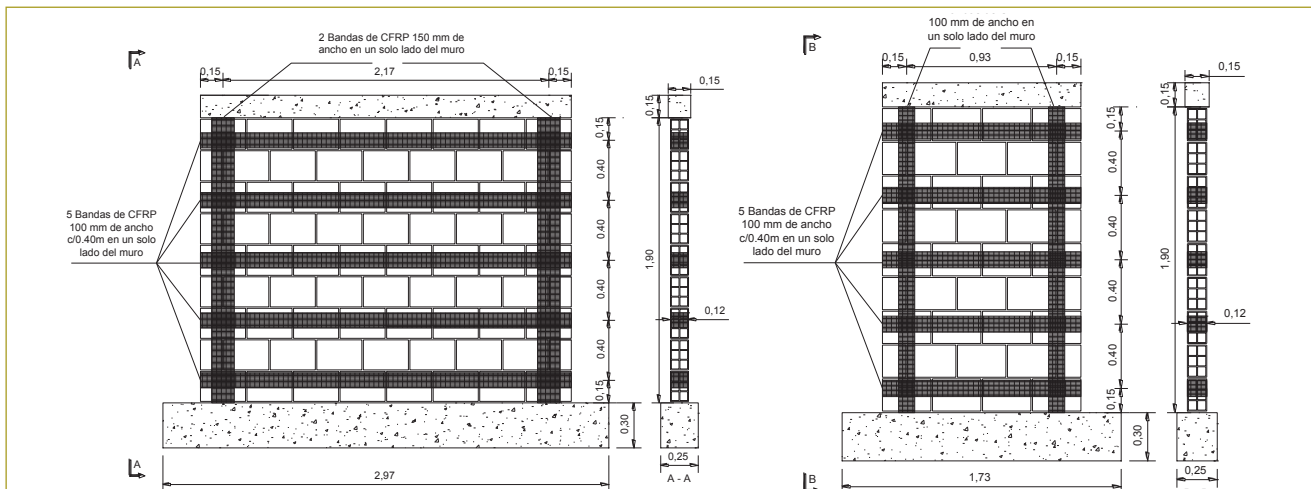 2 Bandas de CFRP 150 mm de
ancho en un solo lado del muro
A
0,15
2,17
0,15
5 Bandas de CFRP
100 mm de ancho
c/0.40m en un solo
lado del muro
0,15
0.40
0.40
0.40
0.40
0.15
0,30
A
2,97
0,15
0,15
1,90
0,12
0,25
A - A
100 mm de ancho en
un solo lado del muro
B
0,15
0,93
0,15
5 Bandas de CFRP
100 mm de ancho
c/0.40m en un solo
lado del muro
0,15
0.40
0.40
0.40
0.40
0.15
0,30
B
1,73
0,15
0,15
1,90
0,12
0,25